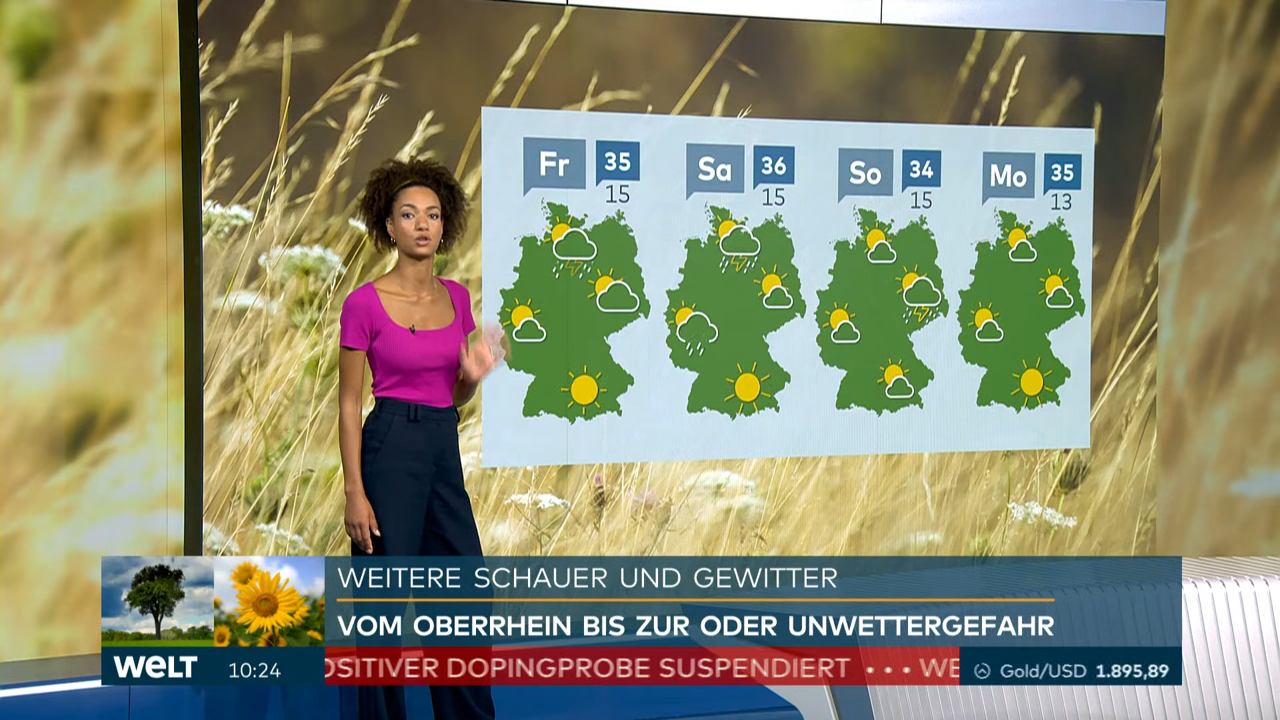 Fr 35
15
Sa 36
15
So 34
15
Mo 35
13
WEITERE SCHAUER UND GEWITTER
VOM OBERRHEIN BIS ZUR ODER UNWETTERGEFAHR
WELT 10:24 OSITIVER DOPINGPROBE SUSPENDIERT • • • WE Gold/USD 1.895,89